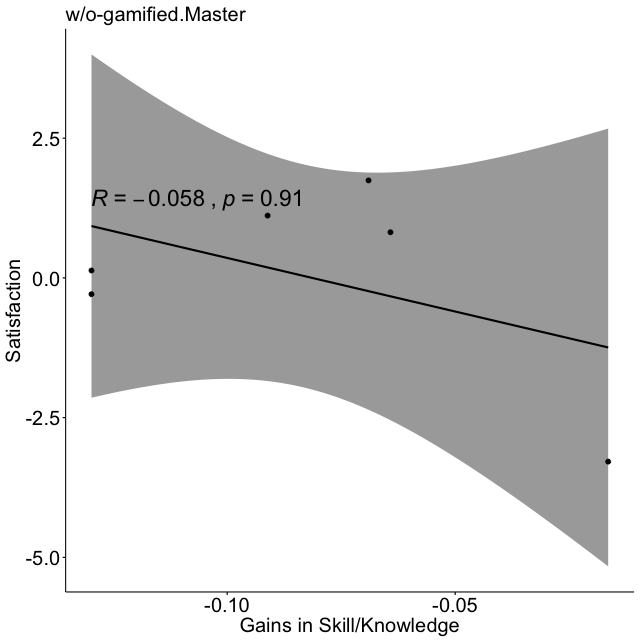 w/o-gamified.Master
2.5
R = −0.058 , p = 0.91
0.0
Satisfaction
-2.5
-5.0
-0.10 -0.05
Gains in Skill/Knowledge